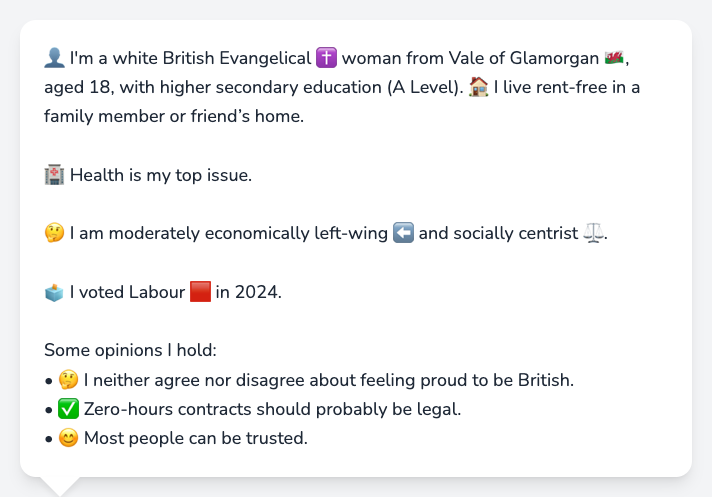 👤 I'm a white British Evangelical ✝️ woman from Vale of Glamorgan 🏴󠁧󠁢󠁷󠁬󠁳󠁿,
aged 18, with higher secondary education (A Level). 🏠 I live rent-free in a
family member or friend’s home.
🏥 Health is my top issue.
🤔 I am moderately economically left-wing ⬅️ and socially centrist ⚖️.
🗳️ I voted Labour 🟥 in 2024.
Some opinions I hold:
• 🤔 I neither agree nor disagree about feeling proud to be British.
• ✅ Zero-hours contracts should probably be legal.
• 😊 Most people can be trusted.